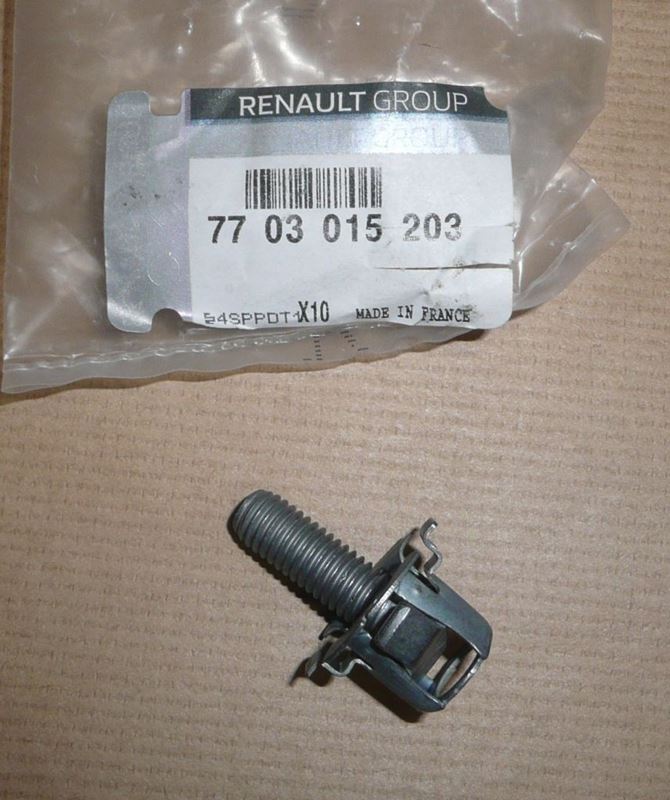 RENAULT GROUP
77 03 015 203
X10 MADE IN FRANCE